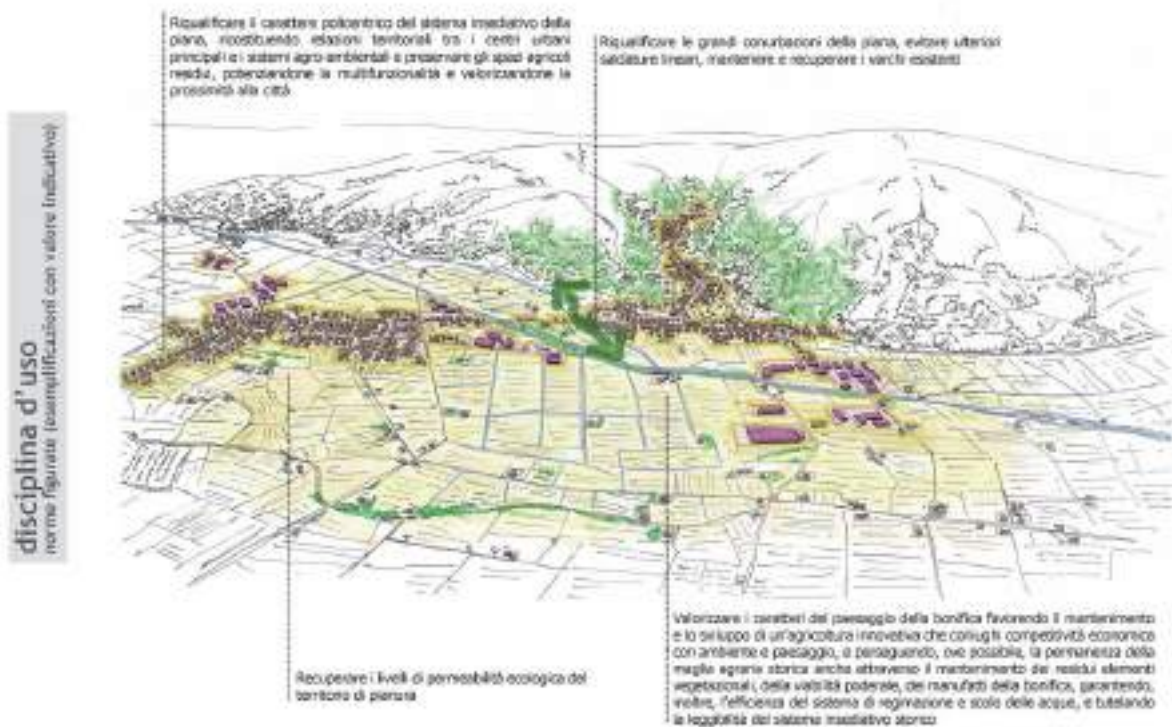 Riqualificare il carattere policentrico del sistema insediativo della
piana, ricostituendo relazioni territoriali tra i centri urbani
principali e i sistemi agro-ambientali e preservare gli spazi agricoli
residui, potenziandone la multifunzionalità e valorizzandone la
prossimità alla città
Riqualificare le grandi conurbazioni della piana, evitare ulteriori
saldature lineari, mantenere e recuperare i varchi esistenti
disciplina d'uso
norme figurate (esemplificazioni con valore indicativo)
Recuperare i livelli di permeabilità ecologica del
territorio di pianura
Valorizzare i caratteri del paesaggio della bonifica favorendo il mantenimento
e lo sviluppo di un'agricoltura innovativa che coniughi competitività economica
con ambiente e paesaggio, e perseguendo, ove possibile, la permanenza della
maglia agraria storica anche attraverso il mantenimento dei residui elementi
vegetazionali, della viabilità poderale, dei manufatti della bonifica, garantendo,
inoltre, l'efficienza del sistema di regimazione e scolo delle acque, e tutelando
la leggibilità del sistema insediativo storico